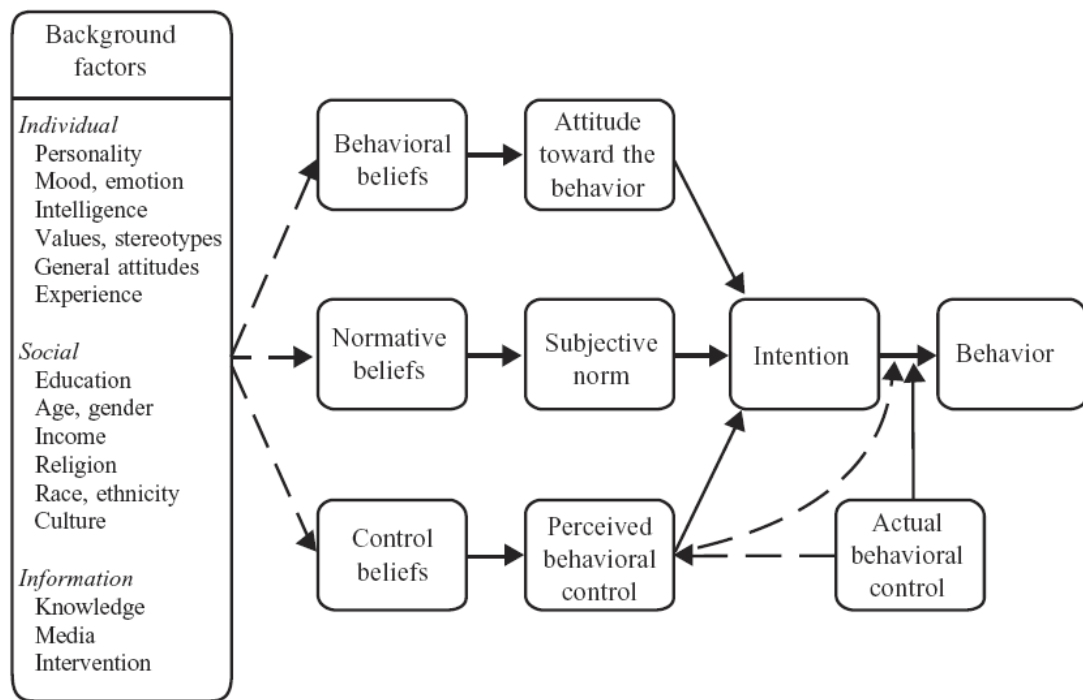 Background
factors
Individual
Personality
Mood, emotion
Intelligence
Values, stereotypes
General attitudes
Experience
Social
Education
Age, gender
Income
Religion
Race, ethnicity
Culture
Information
Knowledge
Media
Intervention
Behavioral
beliefs
Attitude
toward the
behavior
Normative
beliefs
Subjective
norm
Intention
Behavior
Control
beliefs
Perceived
behavioral
control
Actual
behavioral
control